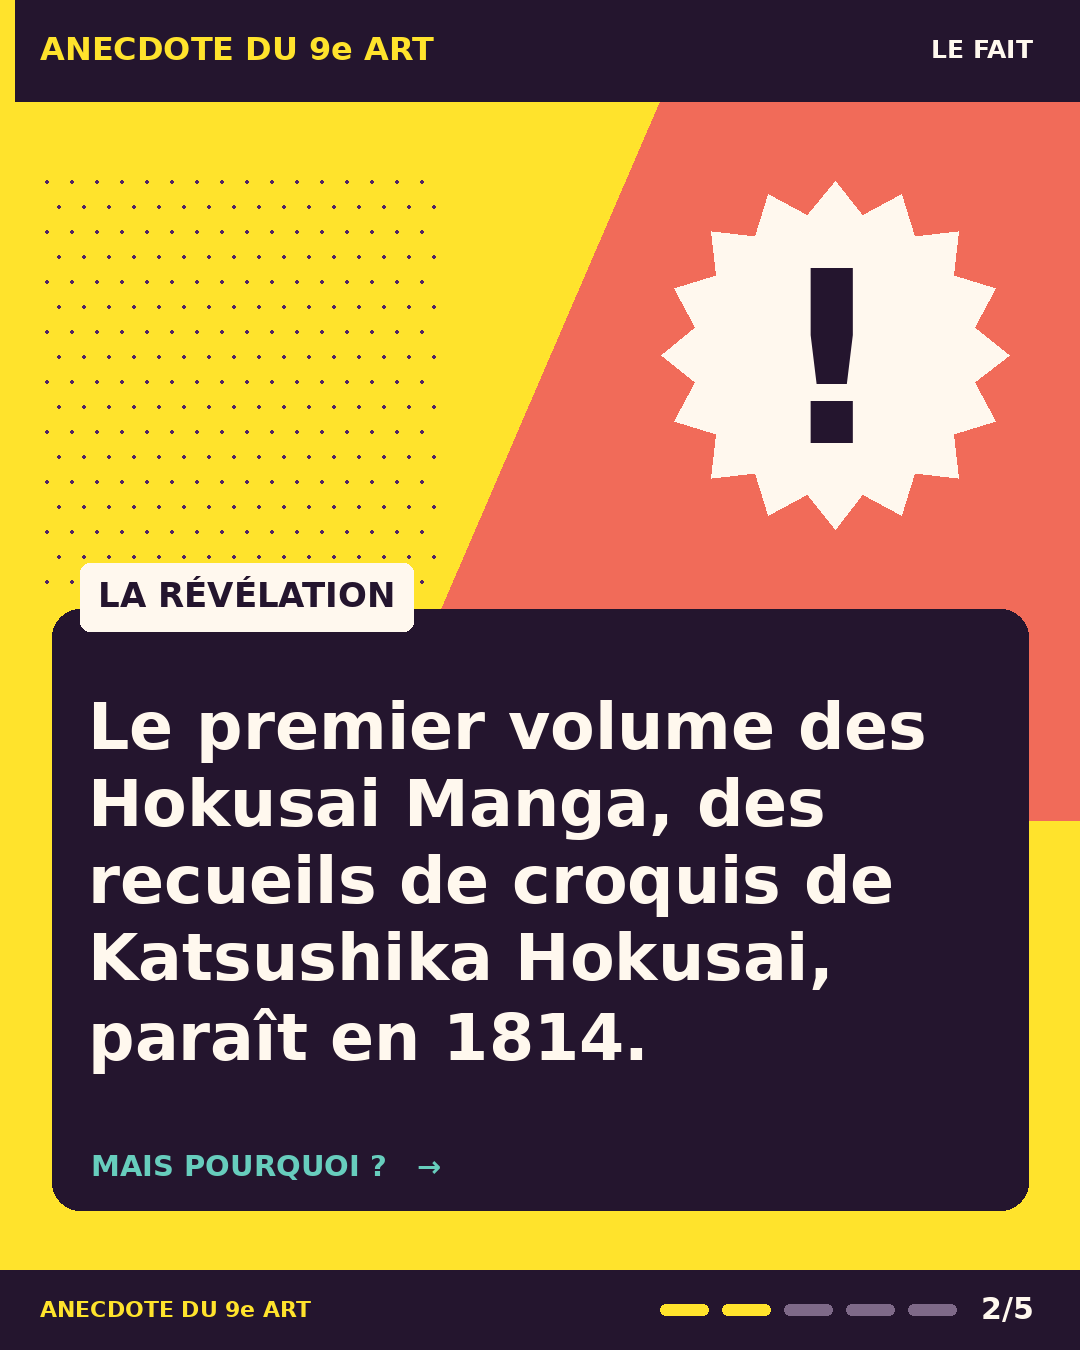 ANECDOTE DU 9e ART
LE FAIT
!
LA RÉVÉLATION
Le premier volume des
Hokusai Manga, des
recueils de croquis de
Katsushika Hokusai,
paraît en 1814.
MAIS POURQUOI ? →
ANECDOTE DU 9e ART
2/5